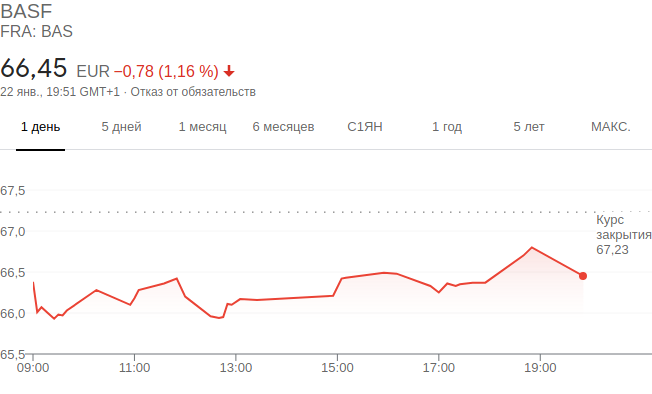 BASF
FRA: BAS
66,45 EUR −0,78 (1,16 %)
22 янв., 19:51 GMT+1 · Отказ от обязательств
1 день 5 дней 1 месяц 6 месяцев С1ЯН 1 год 5 лет МАКС.
67,5
67,0
66,5
66,0
65,5
Курс
закрытия
67,23
09:00 11:00 13:00 15:00 17:00 19:00